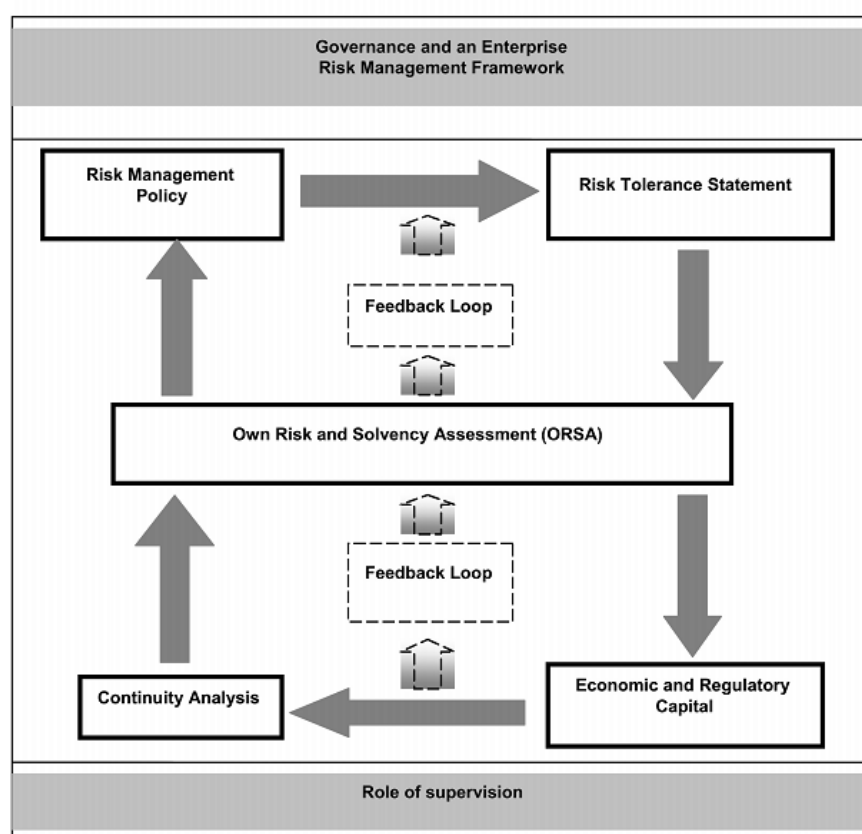 Governance and an Enterprise
Risk Management Framework
Risk Management
Policy
Risk Tolerance Statement
Feedback Loop
Own Risk and Solvency Assessment (ORSA)
Feedback Loop
Continuity Analysis
Economic and Regulatory
Capital
Role of supervision